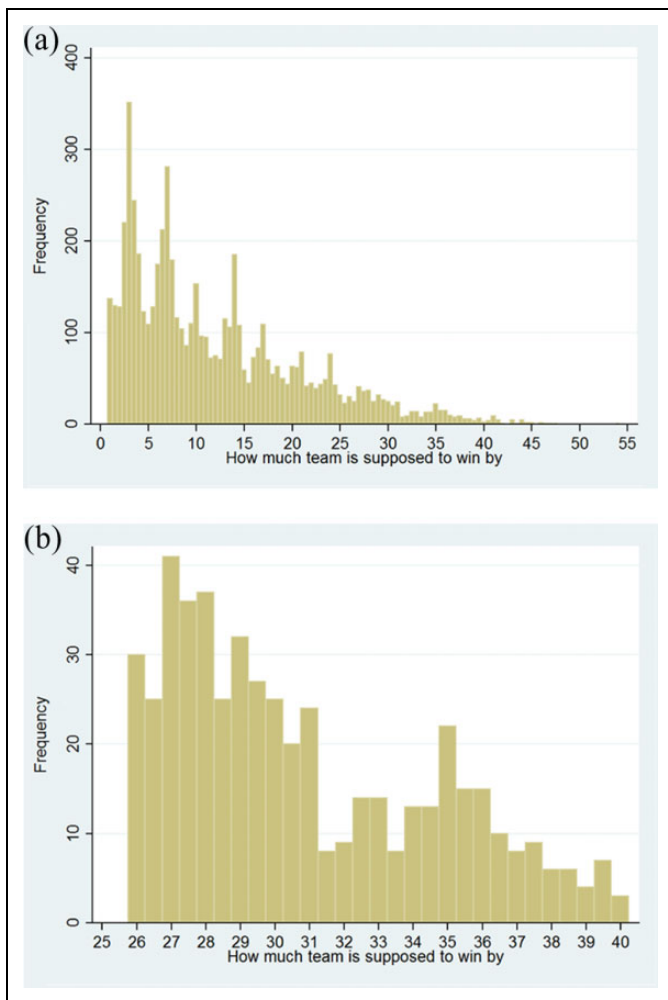 (a)
400
300
200
100
0
Frequency
0 5 10 15 20 25 30 35 40 45 50 55
How much team is supposed to win by
(b)
40
30
20
10
0
Frequency
25 26 27 28 29 30 31 32 33 34 35 36 37 38 39 40
How much team is supposed to win by